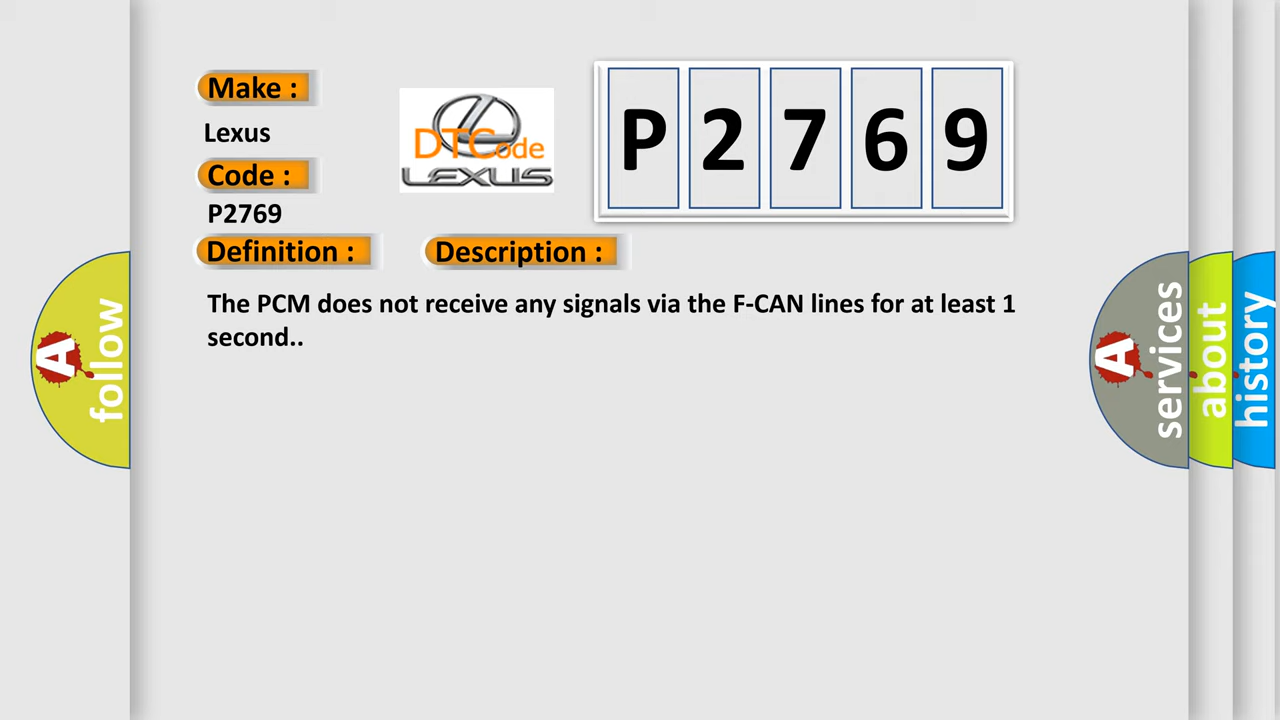 Make :
Lexus
Code :
P2769
Definition :
Description :
The PCM does not receive any signals via the F-CAN lines for at least 1
second..
DTCode
LEXUS
P 2 7 6 9
A follow
A services
about
history